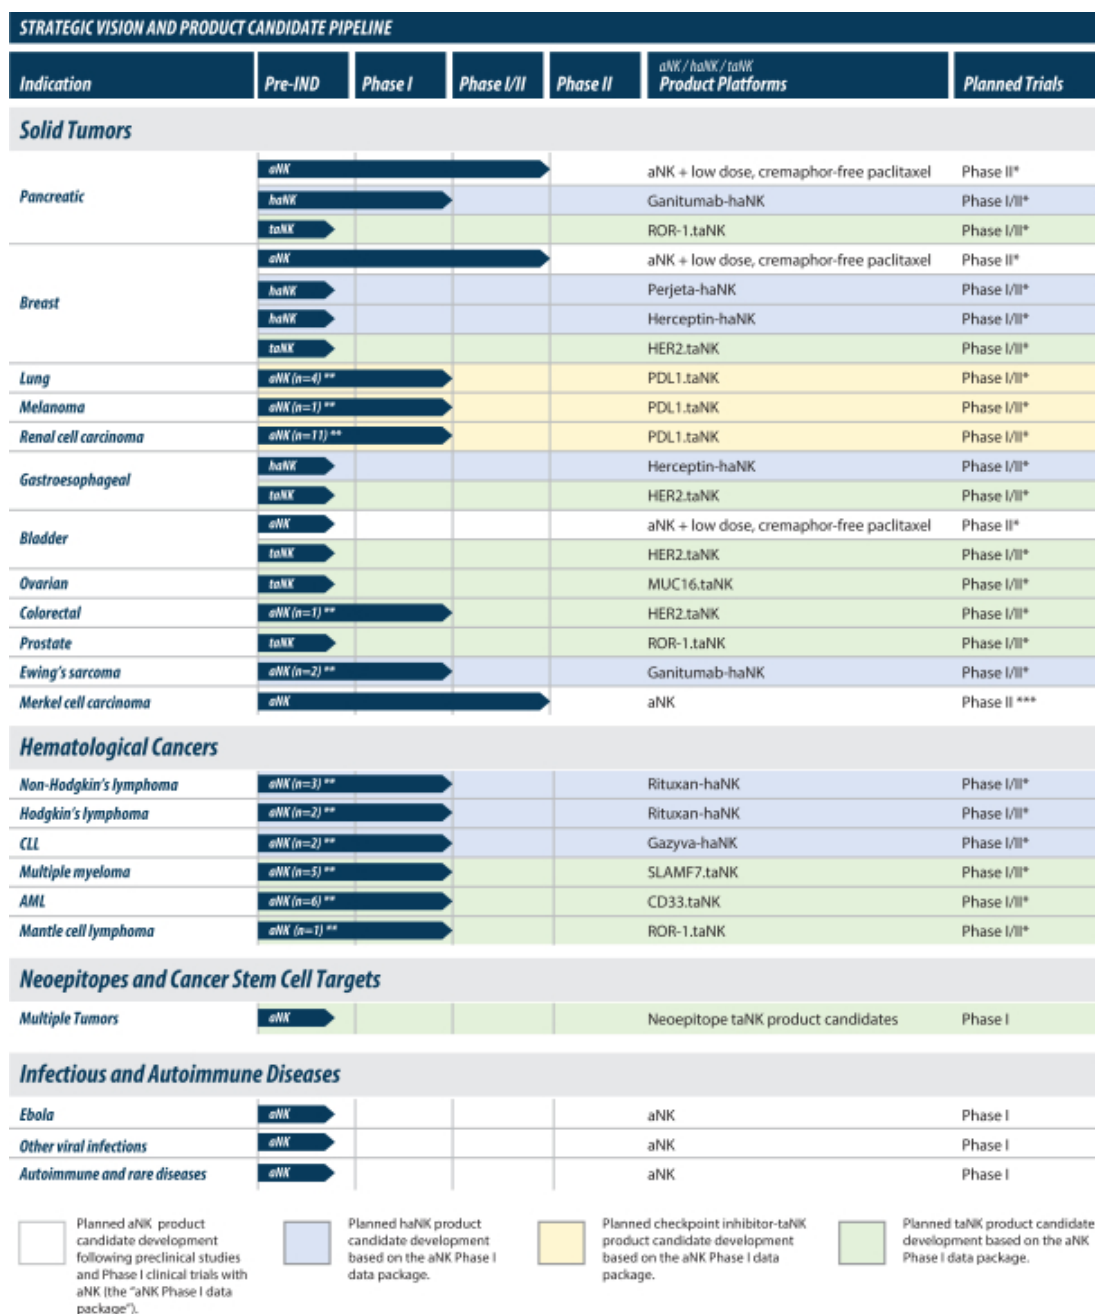 STRATEGIC VISION AND PRODUCT CANDIDATE PIPELINE
Indication Pre-IND Phase I Phase I/II Phase II aNK / haNK / taNK Product Platforms Planned Trials
Solid Tumors
Pancreatic
aNK aNK + low dose, cremaphor-free paclitaxel Phase II*
haNK Ganitumab-haNK Phase I/II*
taNK ROR-1.taNK Phase I/II*
Breast
aNK aNK + low dose, cremaphor-free paclitaxel Phase II*
haNK Perjeta-haNK Phase I/II*
haNK Herceptin-haNK Phase I/II*
taNK HER2.taNK Phase I/II*
Lung aNK (n=4) ** PDL1.taNK Phase I/II*
Melanoma aNK (n=1) ** PDL1.taNK Phase I/II*
Renal cell carcinoma aNK (n=11) ** PDL1.taNK Phase I/II*
Gastroesophageal
haNK Herceptin-haNK Phase I/II*
taNK HER2.taNK Phase I/II*
Bladder
aNK aNK + low dose, cremaphor-free paclitaxel Phase II*
taNK HER2.taNK Phase I/II*
Ovarian taNK MUC16.taNK Phase I/II*
Colorectal aNK (n=1) ** HER2.taNK Phase I/II*
Prostate taNK ROR-1.taNK Phase I/II*
Ewing's sarcoma aNK (n=2) ** Ganitumab-haNK Phase I/II*
Merkel cell carcinoma aNK aNK Phase II ***
Hematological Cancers
Non-Hodgkin's lymphoma aNK (n=3) ** Rituxan-haNK Phase I/II*
Hodgkin's lymphoma aNK (n=2) ** Rituxan-haNK Phase I/II*
CLL aNK (n=2) ** Gazyva-haNK Phase I/II*
Multiple myeloma aNK (n=5) ** SLAMF7.taNK Phase I/II*
AML aNK (n=6) ** CD33.taNK Phase I/II*
Mantle cell lymphoma aNK (n=1) ** ROR-1.taNK Phase I/II*
Neoepitopes and Cancer Stem Cell Targets
Multiple Tumors aNK Neoepitope taNK product candidates Phase I
Infectious and Autoimmune Diseases
Ebola aNK aNK Phase I
Other viral infections aNK aNK Phase I
Autoimmune and rare diseases aNK aNK Phase I
Planned aNK product
candidate development
following preclinical studies
and Phase I clinical trials with
aNK (the "aNK Phase I data
package").
Planned haNK product
candidate development
based on the aNK Phase I
data package.
Planned checkpoint inhibitor-taNK
product candidate development
based on the aNK Phase I data
package.
Planned taNK product candidate
development based on the aNK
Phase I data package.